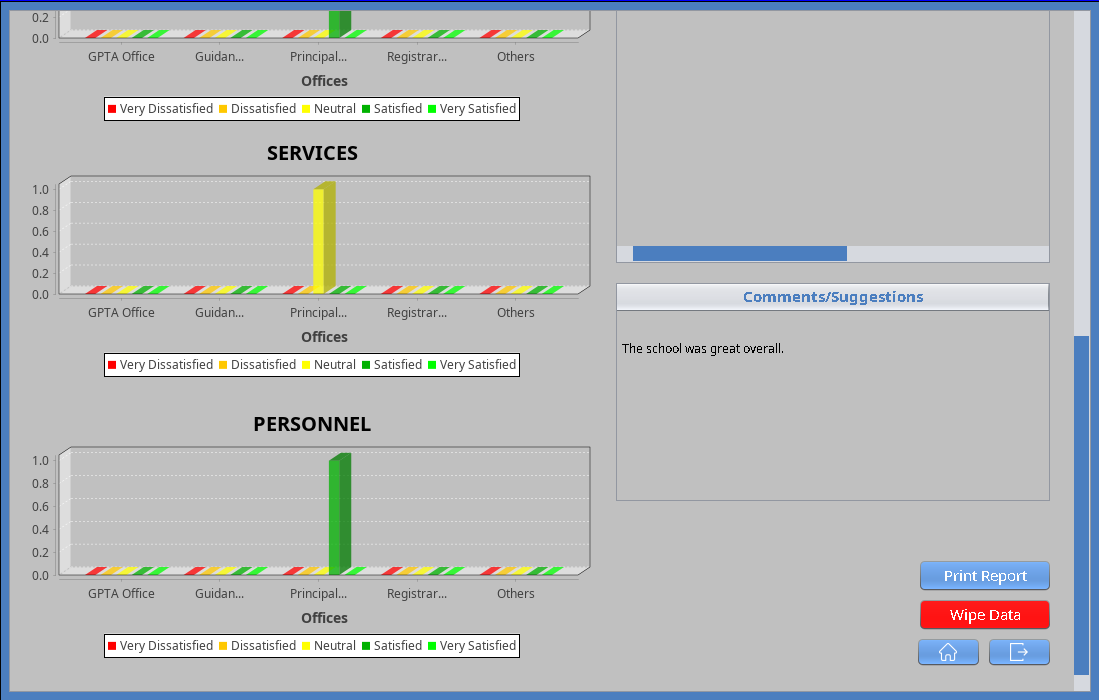 0.2
0.0
GPTA Office Guidan... Principal... Registrar... Others
Offices
Very Dissatisfied Dissatisfied Neutral Satisfied Very Satisfied
SERVICES
1.0
0.8
0.6
0.4
0.2
0.0
GPTA Office Guidan... Principal... Registrar... Others
Offices
Very Dissatisfied Dissatisfied Neutral Satisfied Very Satisfied
PERSONNEL
1.0
0.8
0.6
0.4
0.2
0.0
GPTA Office Guidan... Principal... Registrar... Others
Offices
Very Dissatisfied Dissatisfied Neutral Satisfied Very Satisfied
Comments/Suggestions
The school was great overall.
Print Report
Wipe Data